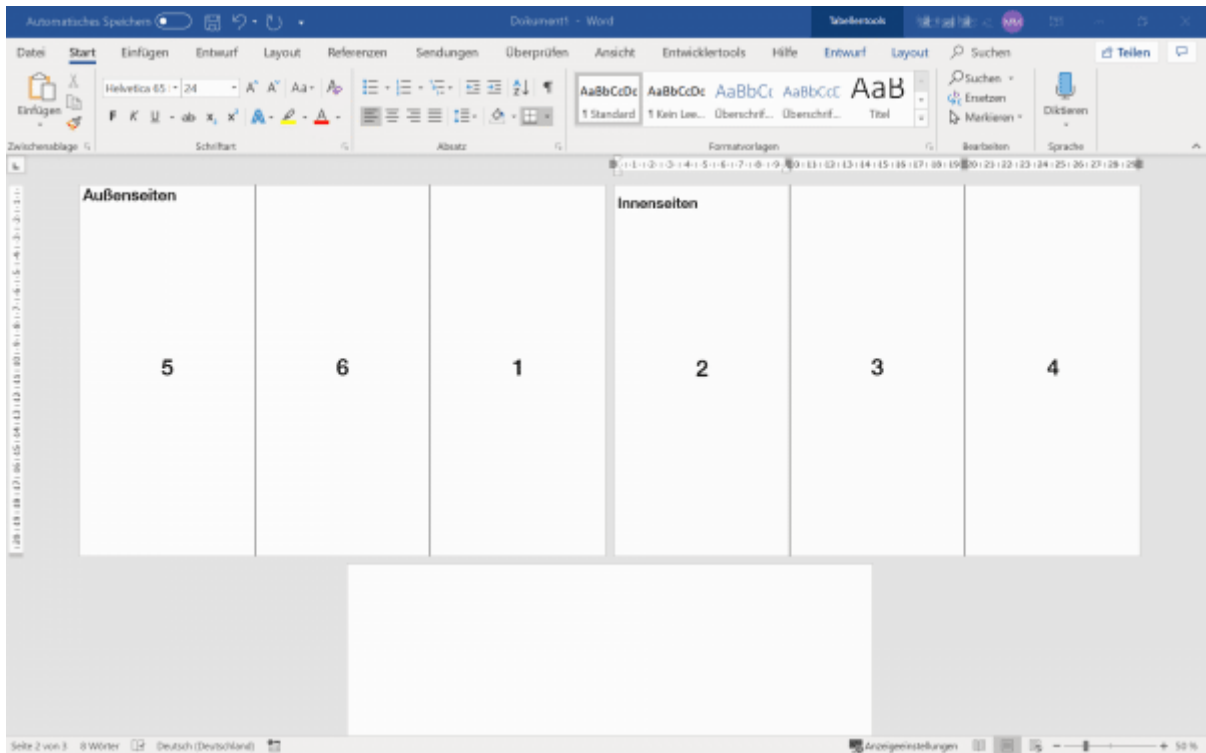 Automatisches Speichern
Dokument1 - Word
Tabellentools
MM
Datei Start Einfügen Entwurf Layout Referenzen Sendungen Überprüfen Ansicht Entwicklertools Hilfe Entwurf Layout Suchen Teilen
Einfügen
Helvetica 65 24
F K U ab x x
AaBbCcDc AaBbCcDc AaBbCc AaBbCcC AaB
¶ Standard ¶ Kein Lee... Überschrif... Überschrif... Titel
Suchen
Ersetzen
Markieren
Diktieren
Zwischenablage Schriftart Absatz Formatvorlagen Bearbeiten Sprache
Außenseiten
5 6 1
Innenseiten
2 3 4
Seite 2 von 3 8 Wörter Deutsch (Deutschland) Anzeigeeinstellungen 50 %